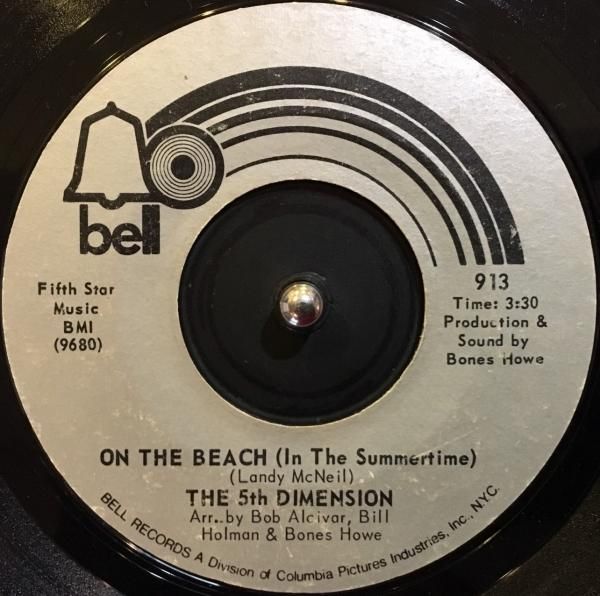 bell
Fifth Star
Music
BMI
(9680)
913
Time: 3:30
Production &
Sound by
Bones Howe
ON THE BEACH (In The Summertime)
(Landy McNeil)
THE 5th DIMENSION
Arr. by Bob Alcivar, Bill
Holman & Bones Howe
BELL RECORDS A Division of Columbia Pictures Industries, Inc., N.Y.C.